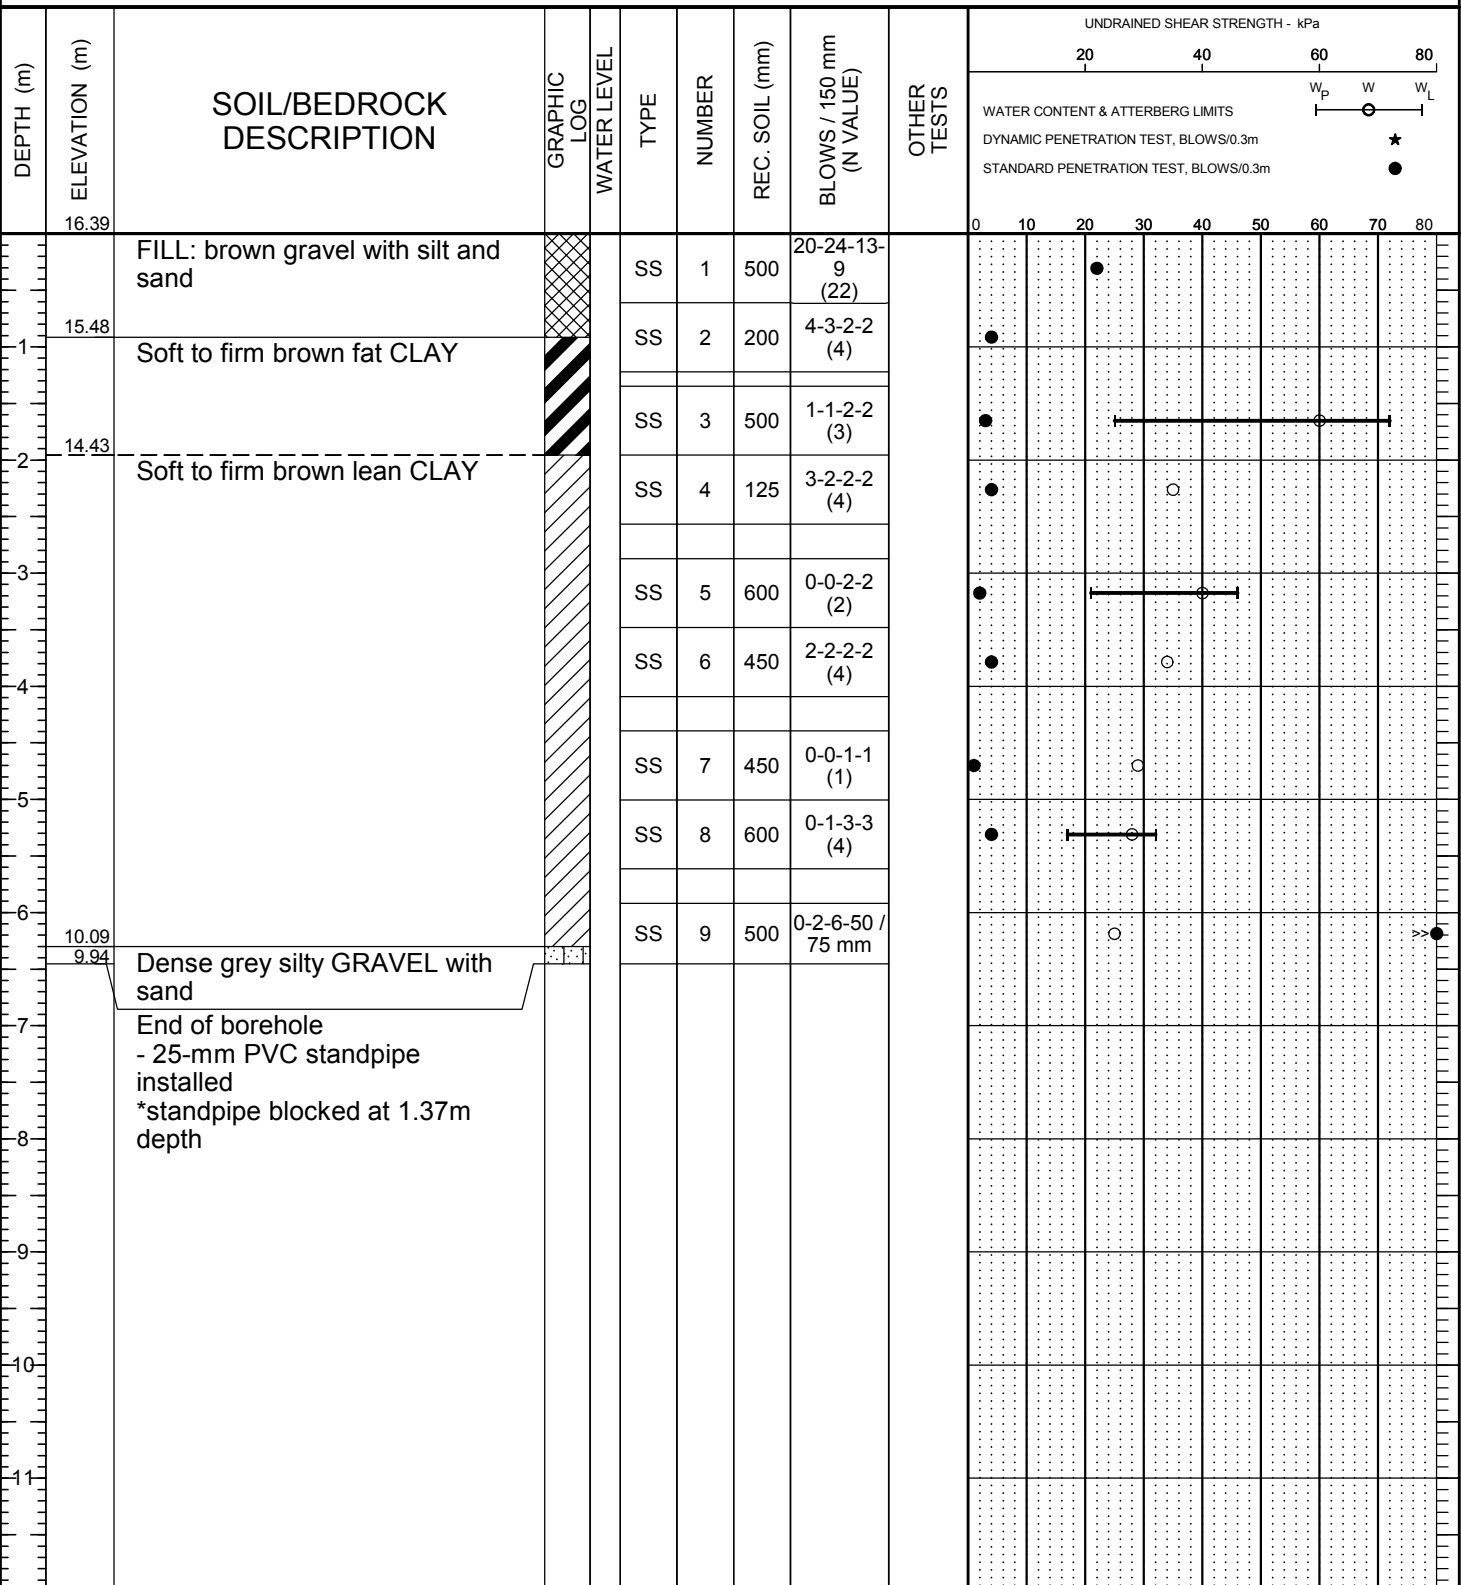 UNDRAINED SHEAR STRENGTH - kPa
20 40 60 80
DEPTH (m)
ELEVATION (m)
SOIL/BEDROCK
DESCRIPTION
GRAPHIC
LOG
WATER LEVEL
TYPE
NUMBER
REC. SOIL (mm)
BLOWS / 150 mm
(N VALUE)
OTHER
TESTS
WP W WL
WATER CONTENT & ATTERBERG LIMITS
DYNAMIC PENETRATION TEST, BLOWS/0.3m
STANDARD PENETRATION TEST, BLOWS/0.3m
16.39
0 10 20 30 40 50 60 70 80
FILL: brown gravel with silt and
sand
SS 1 500
20-24-13-
9
(22)
15.48
1
Soft to firm brown fat CLAY
SS 2 200
4-3-2-2
(4)
SS 3 500
1-1-2-2
(3)
14.43
2
Soft to firm brown lean CLAY
SS 4 125
3-2-2-2
(4)
3
SS 5 600
0-0-2-2
(2)
SS 6 450
2-2-2-2
(4)
4
SS 7 450
0-0-1-1
(1)
5
SS 8 600
0-1-3-3
(4)
6
SS 9 500
0-2-6-50 /
75 mm
>>
10.09
9.94
Dense grey silty GRAVEL with
sand
7
End of borehole
- 25-mm PVC standpipe
installed
*standpipe blocked at 1.37m
depth
8
9
10
11